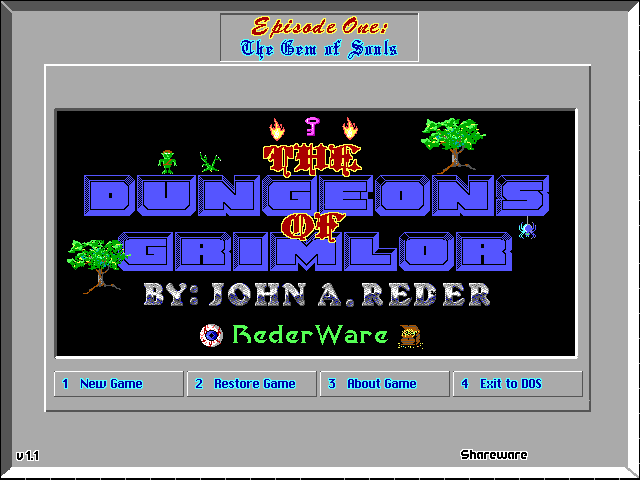 Episode One:
The Gem of Souls
THE
DUNGEONS
OF
GRIMLOR
BY: JOHN A. REDER
RederWare
1 New Game 2 Restore Game 3 About Game 4 Exit to DOS
v1.1 Shareware